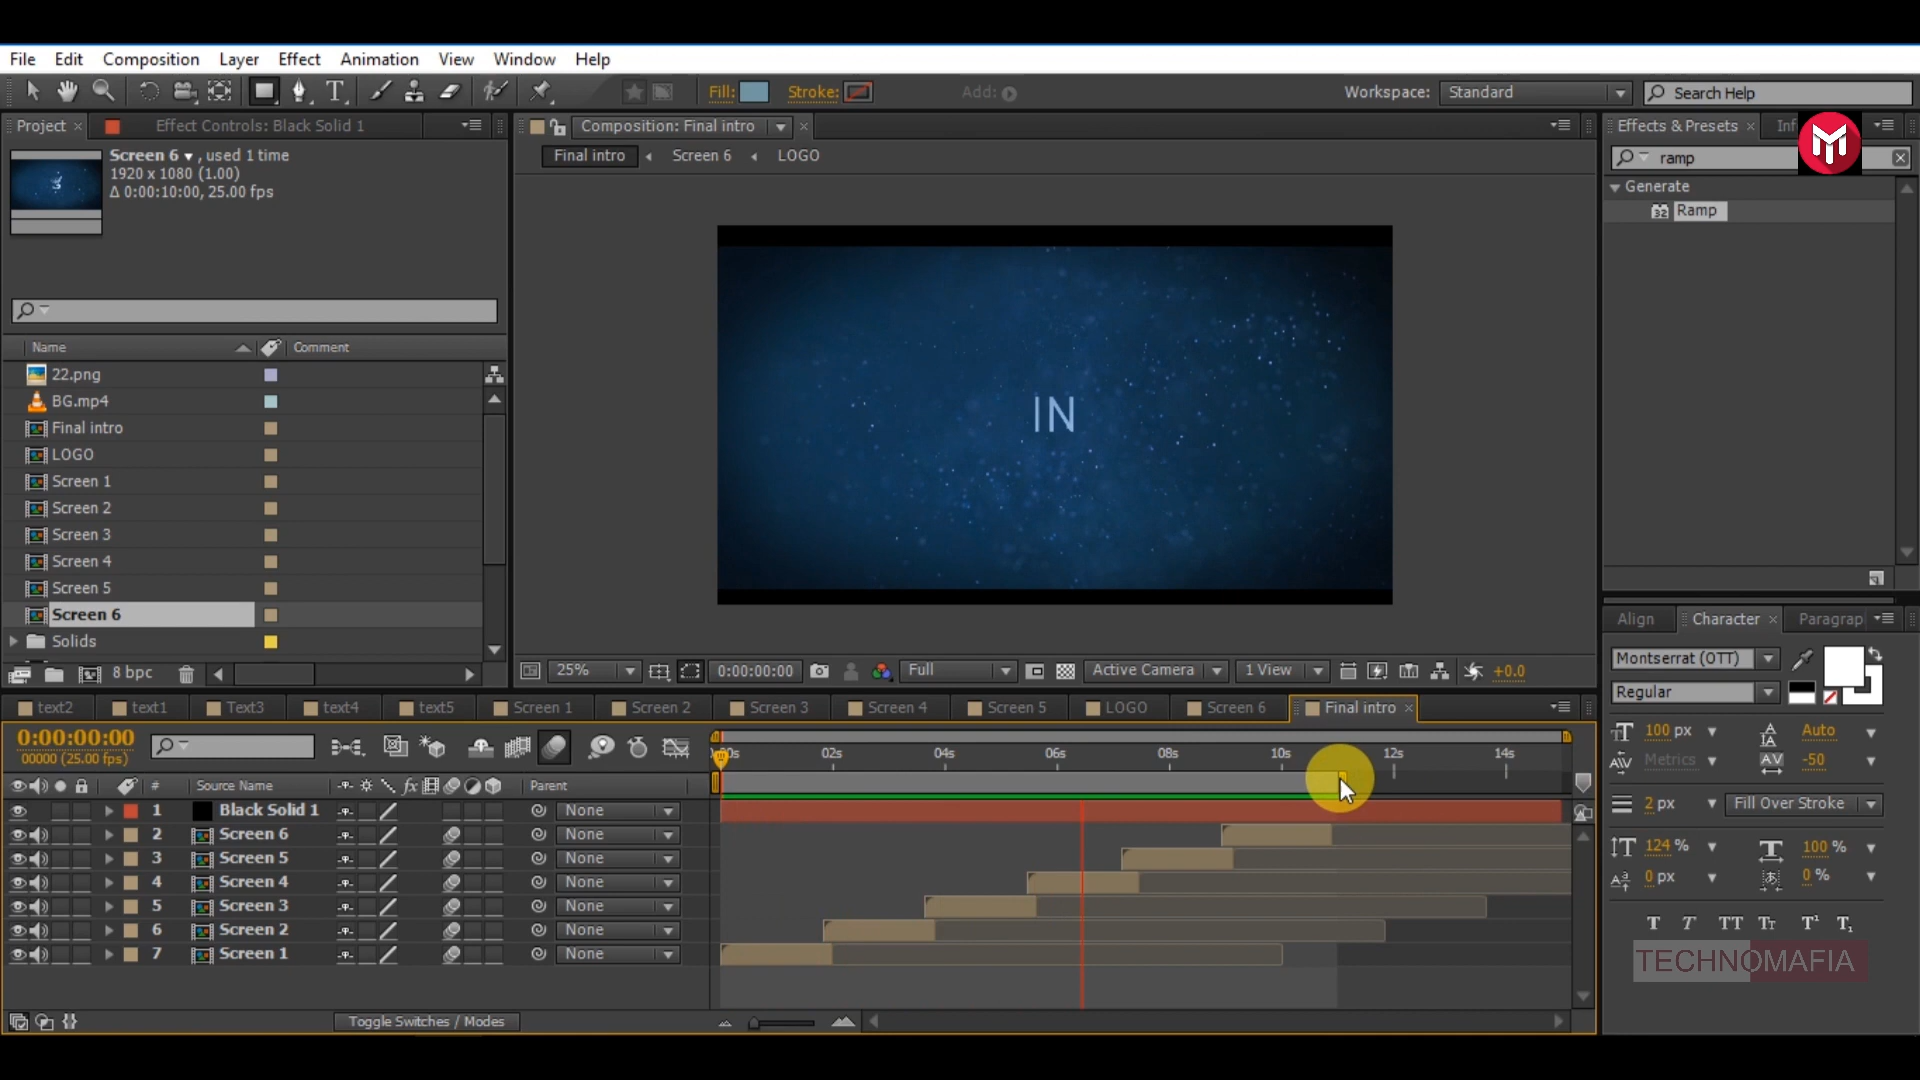 File Edit Composition Layer Effect Animation View Window Help
Fill: Stroke: Add: Workspace: Standard Search Help
Project Effect Controls: Black Solid 1 Composition: Final intro Effects & Presets Inf
Final intro Screen 6 LOGO ramp
Screen 6 , used 1 time
1920 x 1080 (1.00)
Δ 0:00:10:00, 25.00 fps
Generate
32 Ramp
Name Comment
22.png
BG.mp4
Final intro
LOGO
Screen 1
Screen 2
Screen 3
Screen 4
Screen 5
Screen 6
Solids
8 bpc
IN
25% 0:00:00:00 Full Active Camera 1 View +0.0
Align Character Paragrap
Montserrat (OTT)
Regular
100 px Auto
Metrics -50
2 px Fill Over Stroke
124 % 100 %
0 px 0 %
T T TT Tt T¹ T₁
TECHNOMAFIA
text2 text1 Text3 text4 text5 Screen 1 Screen 2 Screen 3 Screen 4 Screen 5 LOGO Screen 6 Final intro
0:00:00:00
00000 (25.00 fps)
02s 04s 06s 08s 10s 12s 14s
# Source Name fx Parent
1 Black Solid 1 None
2 Screen 6 None
3 Screen 5 None
4 Screen 4 None
5 Screen 3 None
6 Screen 2 None
7 Screen 1 None
Toggle Switches / Modes